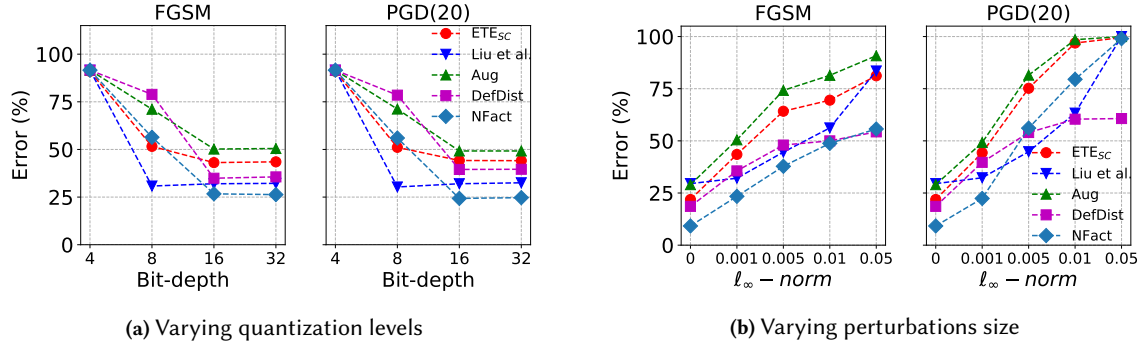 FGSM
PGD(20)
Error (%)
100
75
50
25
0
4 8 16 32
Bit-depth
4 8 16 32
Bit-depth
ETE_SC
Liu et al.
Aug
DefDist
NFact
(a) Varying quantization levels
FGSM
PGD(20)
Error (%)
100
75
50
25
0
0 0.001 0.005 0.01 0.05
ℓ∞ − norm
0 0.001 0.005 0.01 0.05
ℓ∞ − norm
ETE_SC
Liu et al.
Aug
DefDist
NFact
(b) Varying perturbations size